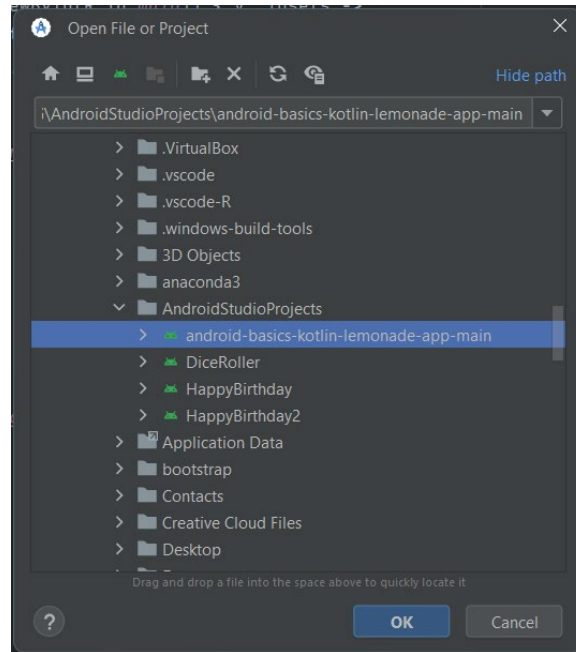 Open File or Project
Hide path
\AndroidStudioProjects\android-basics-kotlin-lemonade-app-main
.VirtualBox
.vscode
.vscode-R
.windows-build-tools
3D Objects
anaconda3
AndroidStudioProjects
android-basics-kotlin-lemonade-app-main
DiceRoller
HappyBirthday
HappyBirthday2
Application Data
bootstrap
Contacts
Creative Cloud Files
Desktop
Drag and drop a file into the space above to quickly locate it
?
OK
Cancel